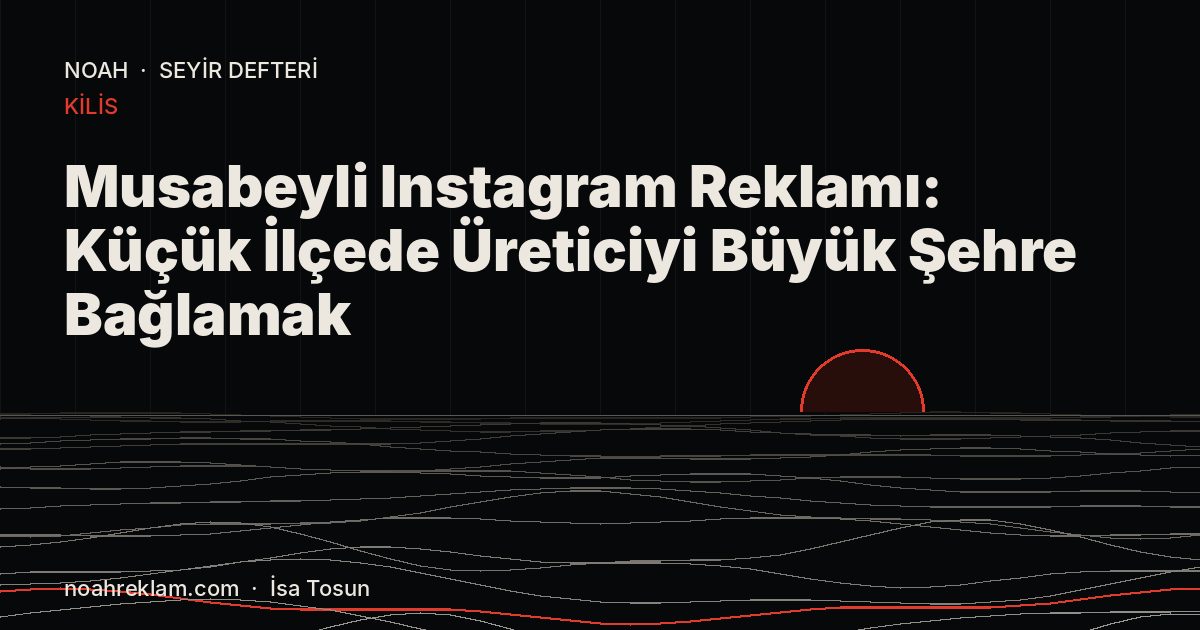 NOAH · SEYİR DEFTERİ
KİLİS
Musabeyli Instagram Reklamı:
Küçük İlçede Üreticiyi Büyük Şehre
Bağlamak
noahreklam.com · İsa Tosun